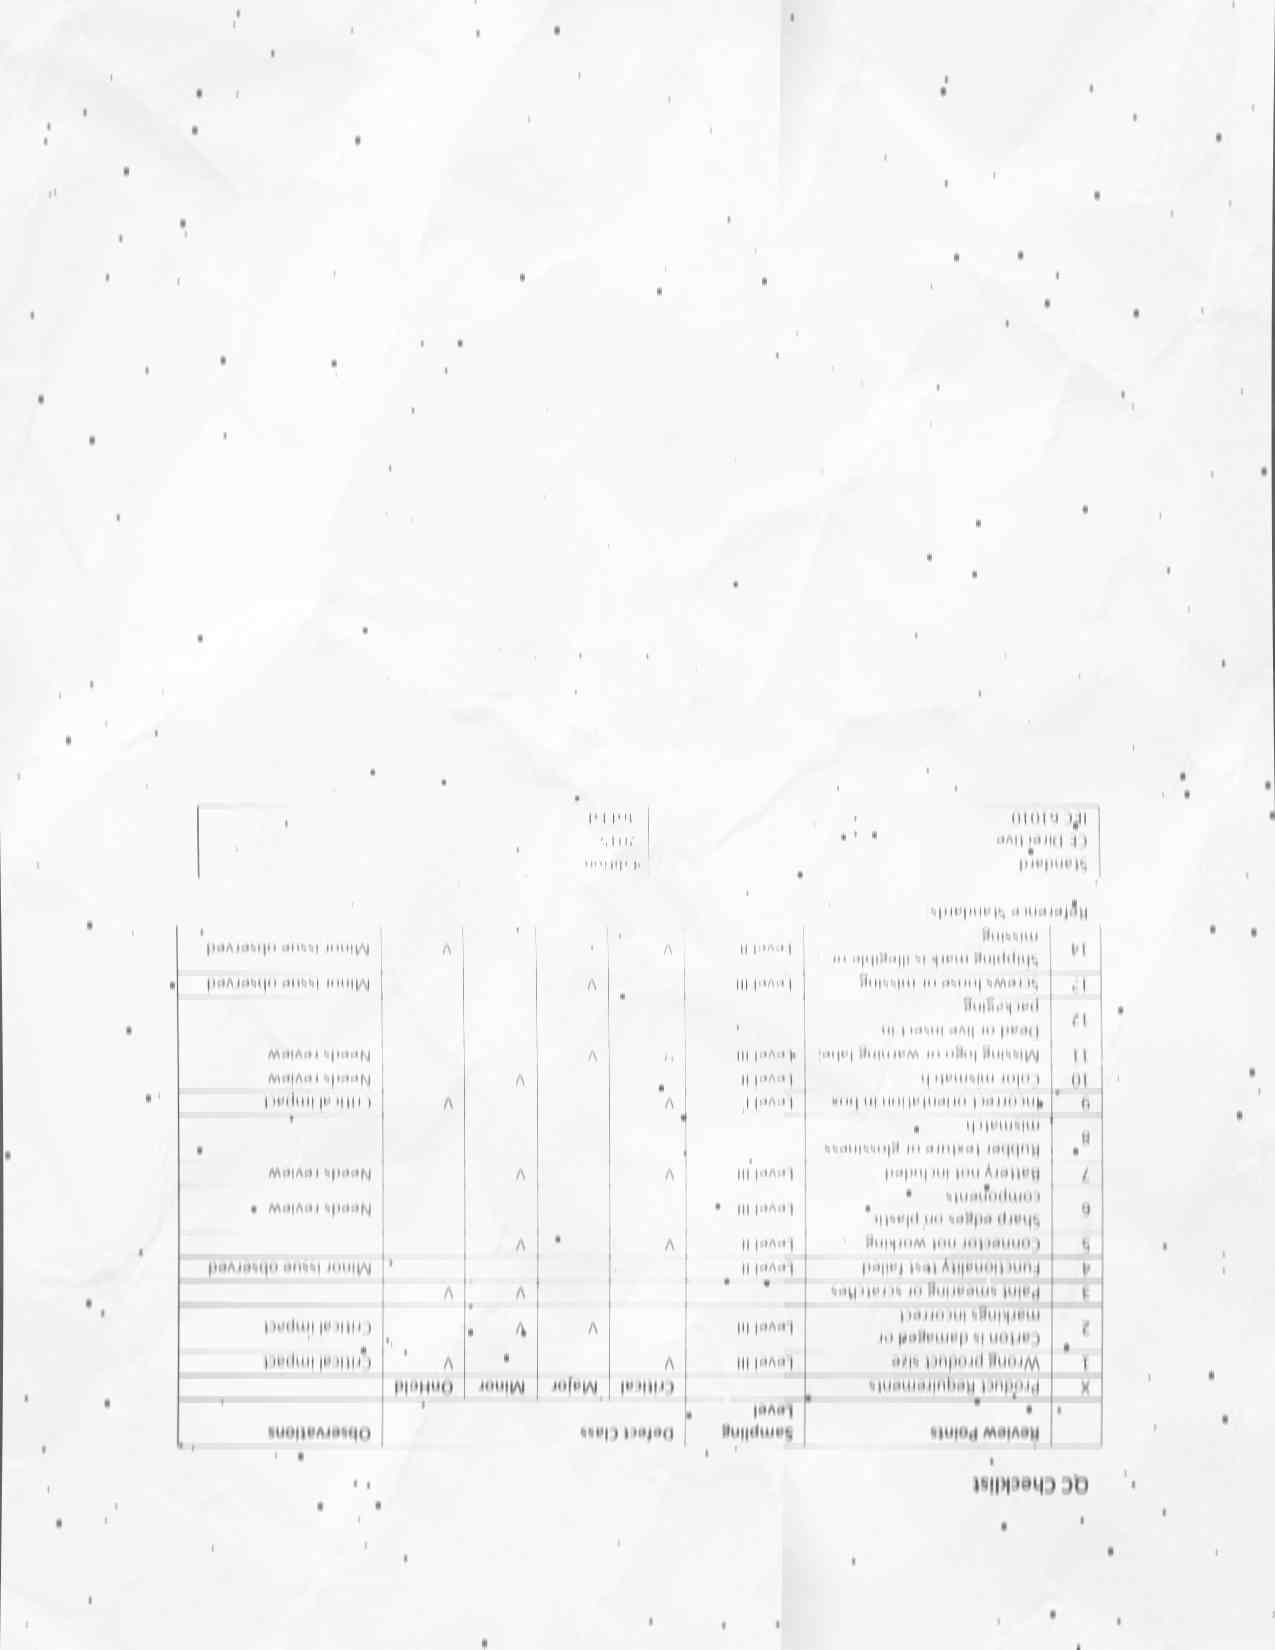 QC Checklist
Review Points Sampling Level Defect Class Observations
X Product Requirements Critical Major Minor OnHold
1 Wrong product size Level III V V Critical impact
2 Carton is damaged or markings incorrect Level III V V Critical impact
3 Paint smearing or scratches V V
4 Functionality test failed Level II Minor issue observed
5 Connector not working Level II V V
6 Sharp edges on plastic components Level III Needs review
7 Battery not included Level III V V Needs review
8 Rubber texture or glossiness mismatch
9 Incorrect orientation in box Level I V V Critical impact
10 Color mismatch Level II V Needs review
11 Missing logo or warning label Level III V Needs review
12 Dead or live insect in packaging
13 Screws loose or missing Level III V Minor issue observed
14 Shipping mark is illegible or missing Level II V V Minor issue observed
Reference Standards
Standard Edition
CE Directive 2012
IEC 61010